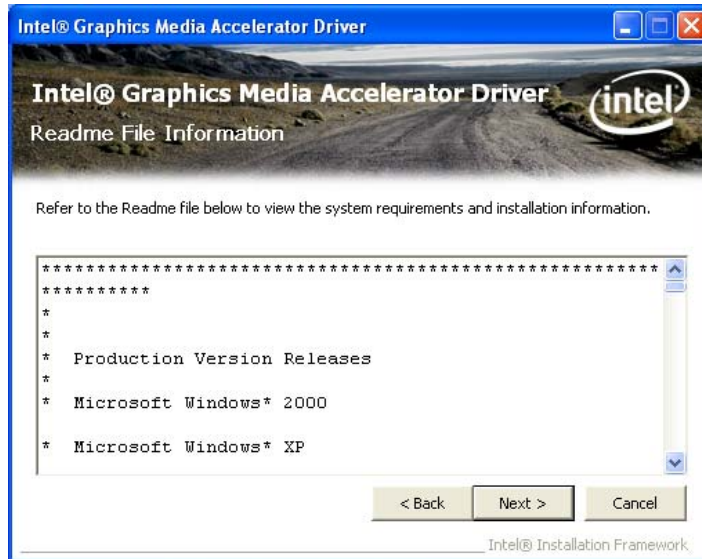 Intel® Graphics Media Accelerator Driver
Intel® Graphics Media Accelerator Driver
intel
Readme File Information
Refer to the Readme file below to view the system requirements and installation information.
*********************************************************
**********
*
*
* Production Version Releases
*
* Microsoft Windows* 2000
* Microsoft Windows* XP
< Back
Next >
Cancel
Intel® Installation Framework